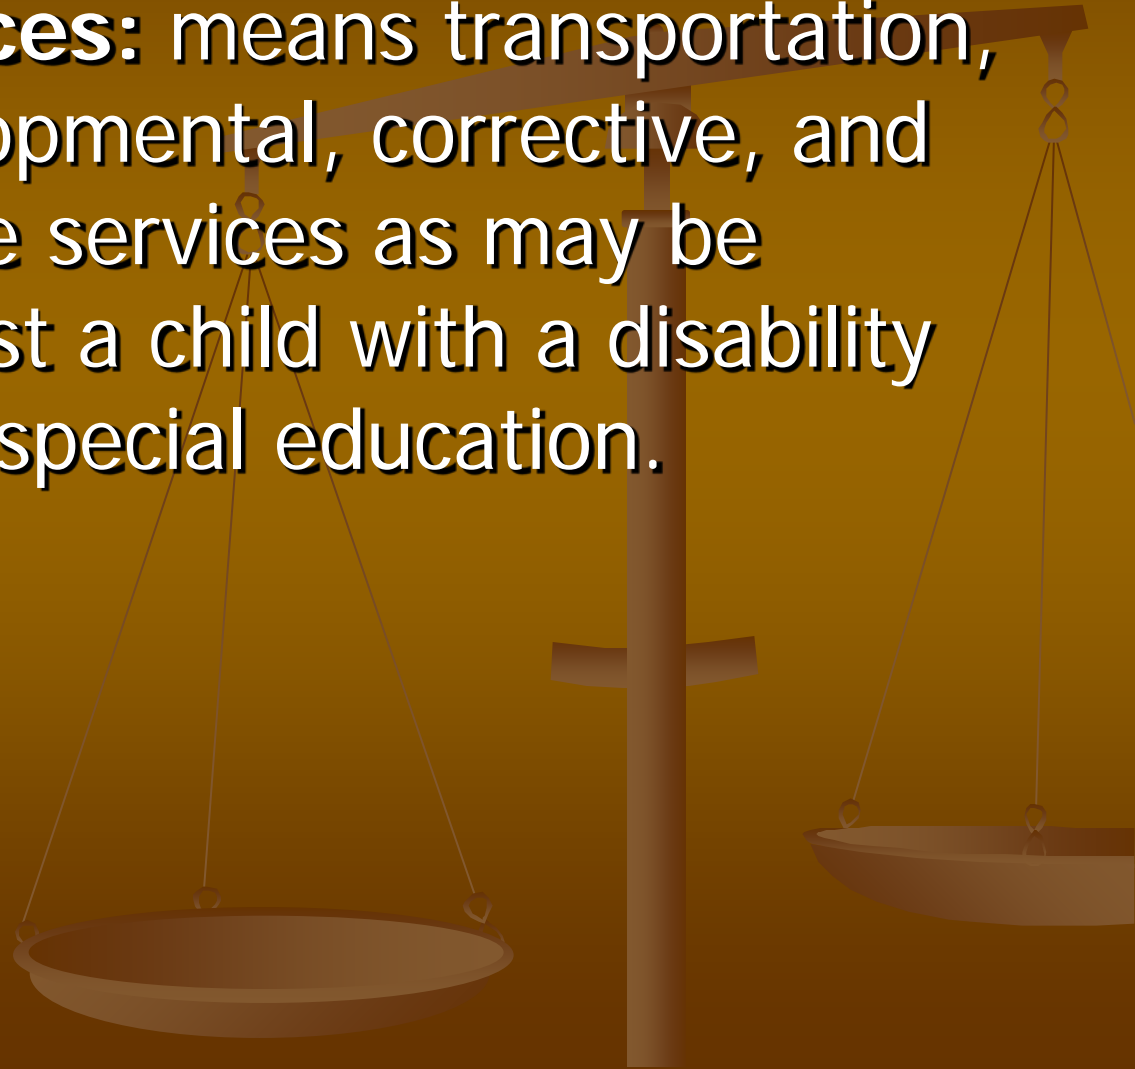 ces: means transportation,
opmental, corrective, and
e services as may be
st a child with a disability
special education.